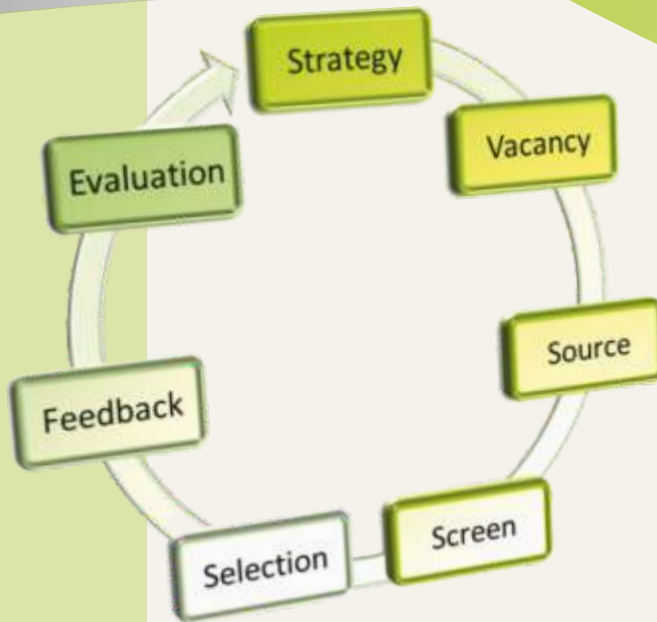 Strategy
Vacancy
Source
Screen
Selection
Feedback
Evaluation